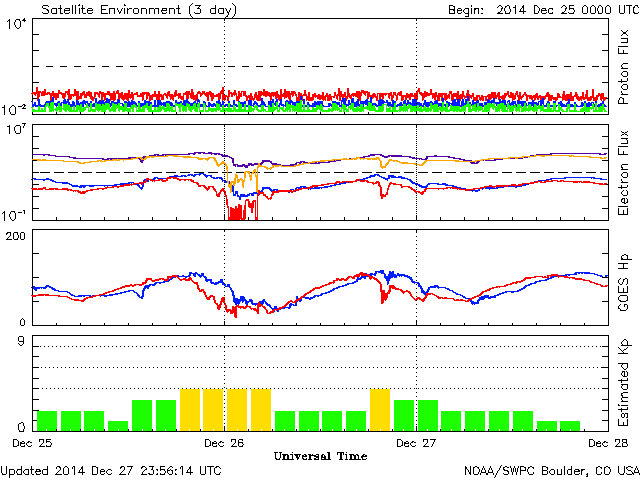 Satellite Environment (3 day) Begin: 2014 Dec 25 0000 UTC
10^4
Proton Flux
10^-2
10^7
Electron Flux
10^-1
200
GOES Hp
0
9
Estimated Kp
0
Dec 25 Dec 26 Dec 27 Dec 28
Universal Time
Updated 2014 Dec 27 23:56:14 UTC NOAA/SWPC Boulder, CO USA